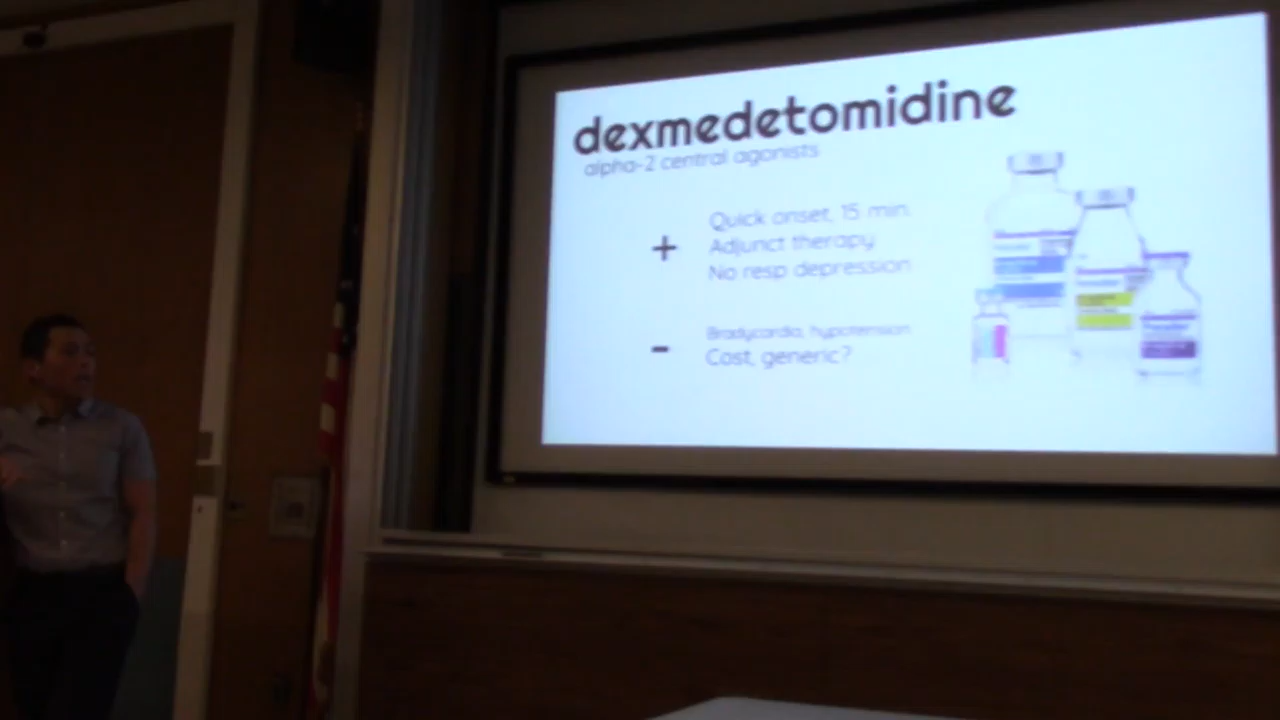 dexmedetomidine
alpha-2 central agonists
+
Quick onset, 15 min.
Adjunct therapy
No resp depression
-
Bradycardia, hypotension
Cost, generic?